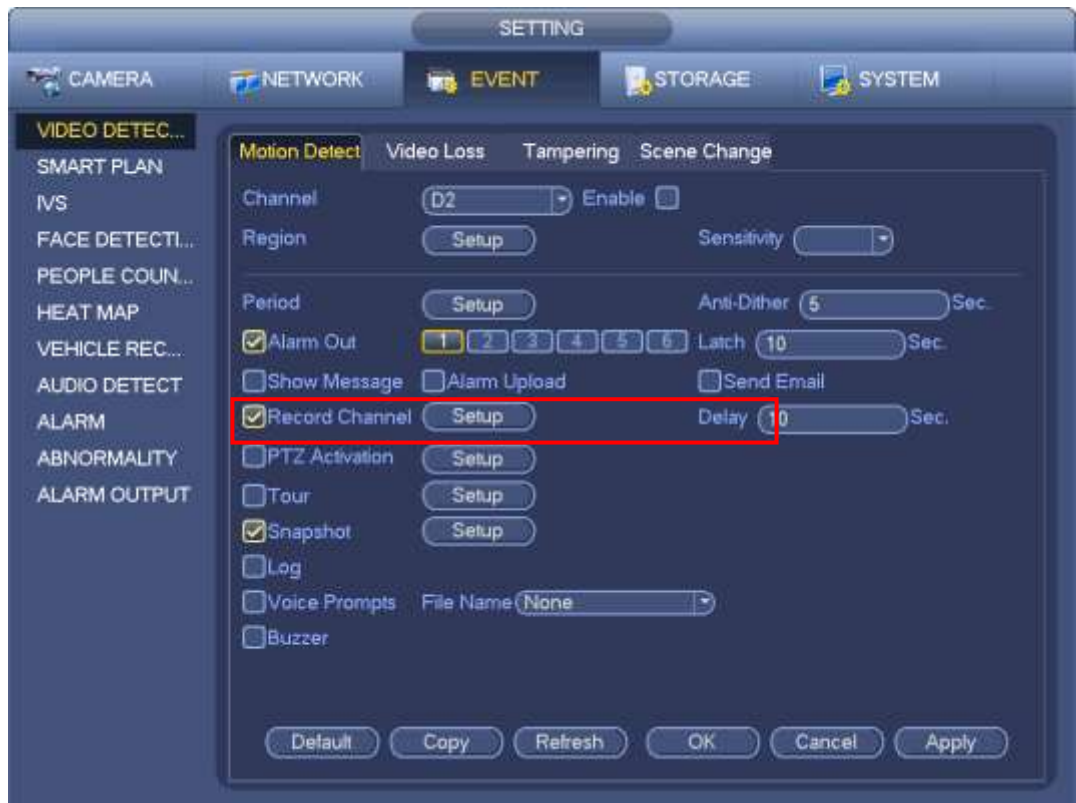 SETTING
CAMERA NETWORK EVENT STORAGE SYSTEM
VIDEO DETEC...
SMART PLAN
IVS
FACE DETECTI...
PEOPLE COUN...
HEAT MAP
VEHICLE REC...
AUDIO DETECT
ALARM
ABNORMALITY
ALARM OUTPUT
Motion Detect Video Loss Tampering Scene Change
Channel D2 Enable
Region Setup Sensitivity
Period Setup Anti-Dither 5 Sec.
Alarm Out 1 2 3 4 5 6 Latch 10 Sec.
Show Message Alarm Upload Send Email
Record Channel Setup Delay 10 Sec.
PTZ Activation Setup
Tour Setup
Snapshot Setup
Log
Voice Prompts File Name None
Buzzer
Default Copy Refresh OK Cancel Apply